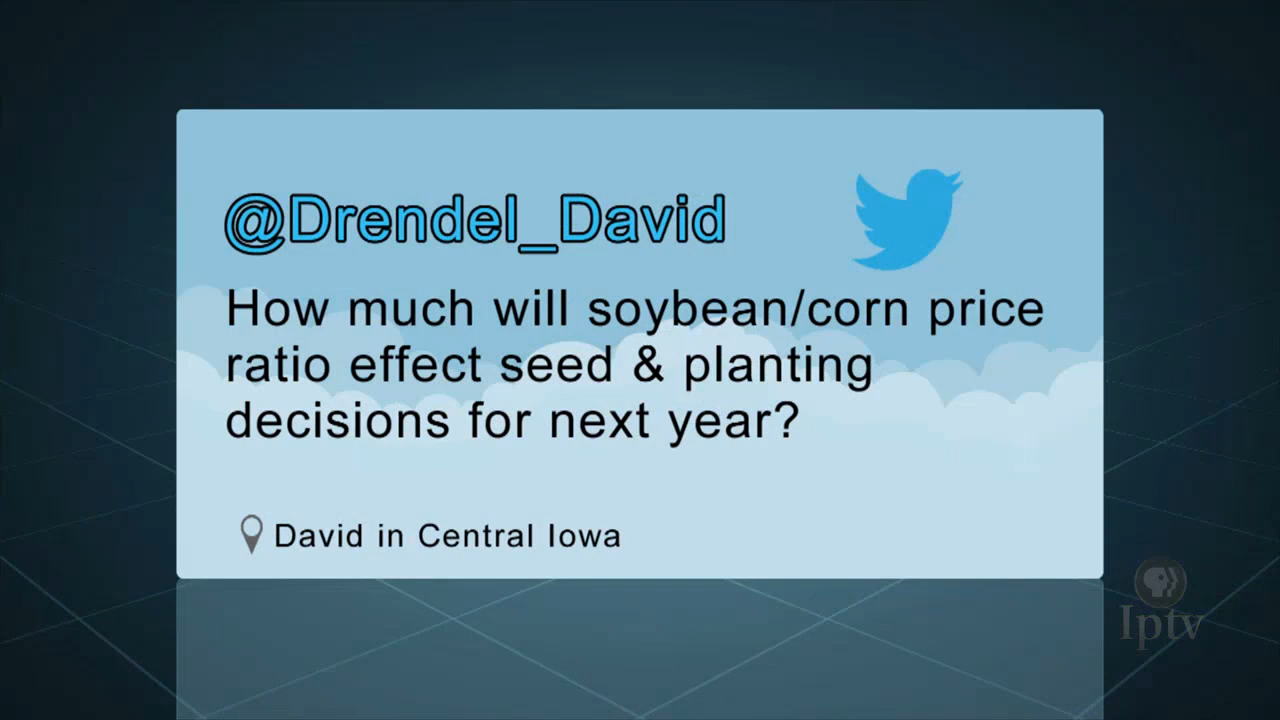 @Drendel_David
How much will soybean/corn price
ratio effect seed & planting
decisions for next year?
David in Central Iowa
Iptv